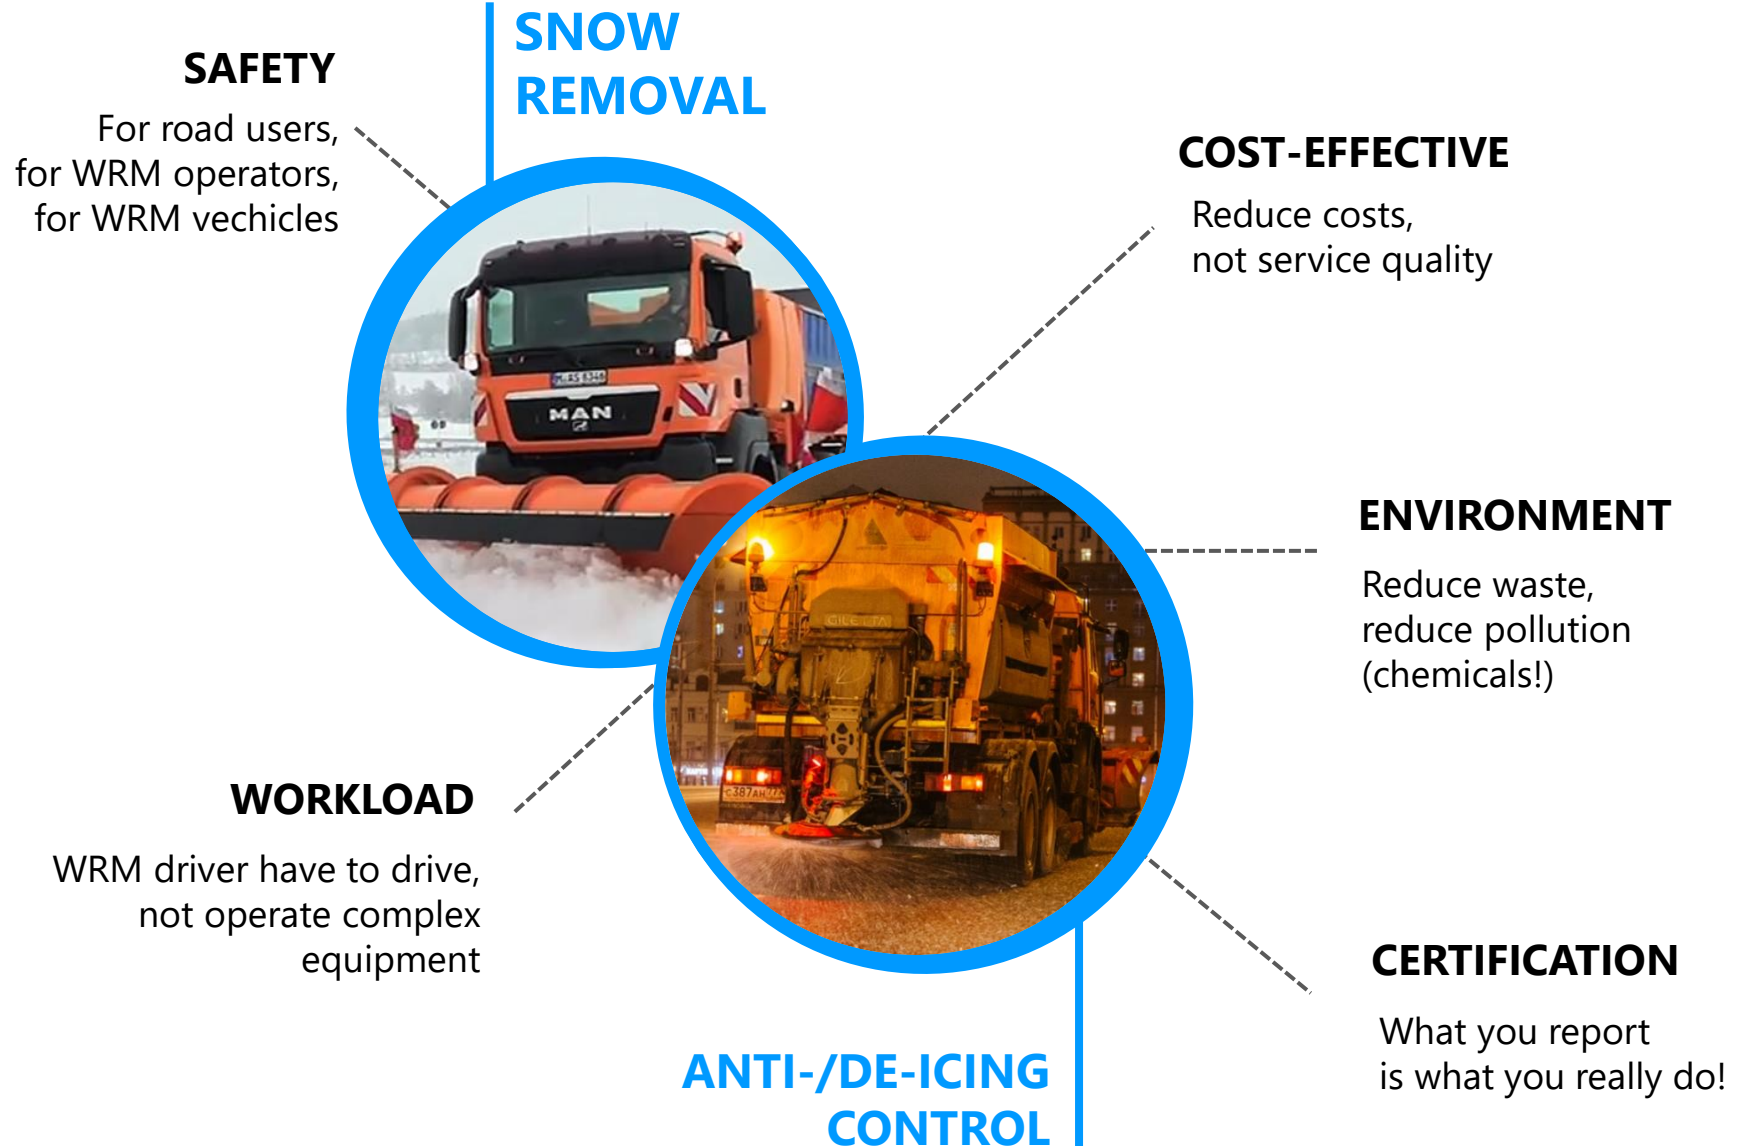 SNOW
REMOVAL
SAFETY
For road users,
for WRM operators,
for WRM vechicles
COST-EFFECTIVE
Reduce costs,
not service quality
MAN
ENVIRONMENT
Reduce waste,
reduce pollution
(chemicals!)
GILETTA
WORKLOAD
WRM driver have to drive,
not operate complex
equipment
CERTIFICATION
What you report
is what you really do!
ANTI-/DE-ICING
CONTROL